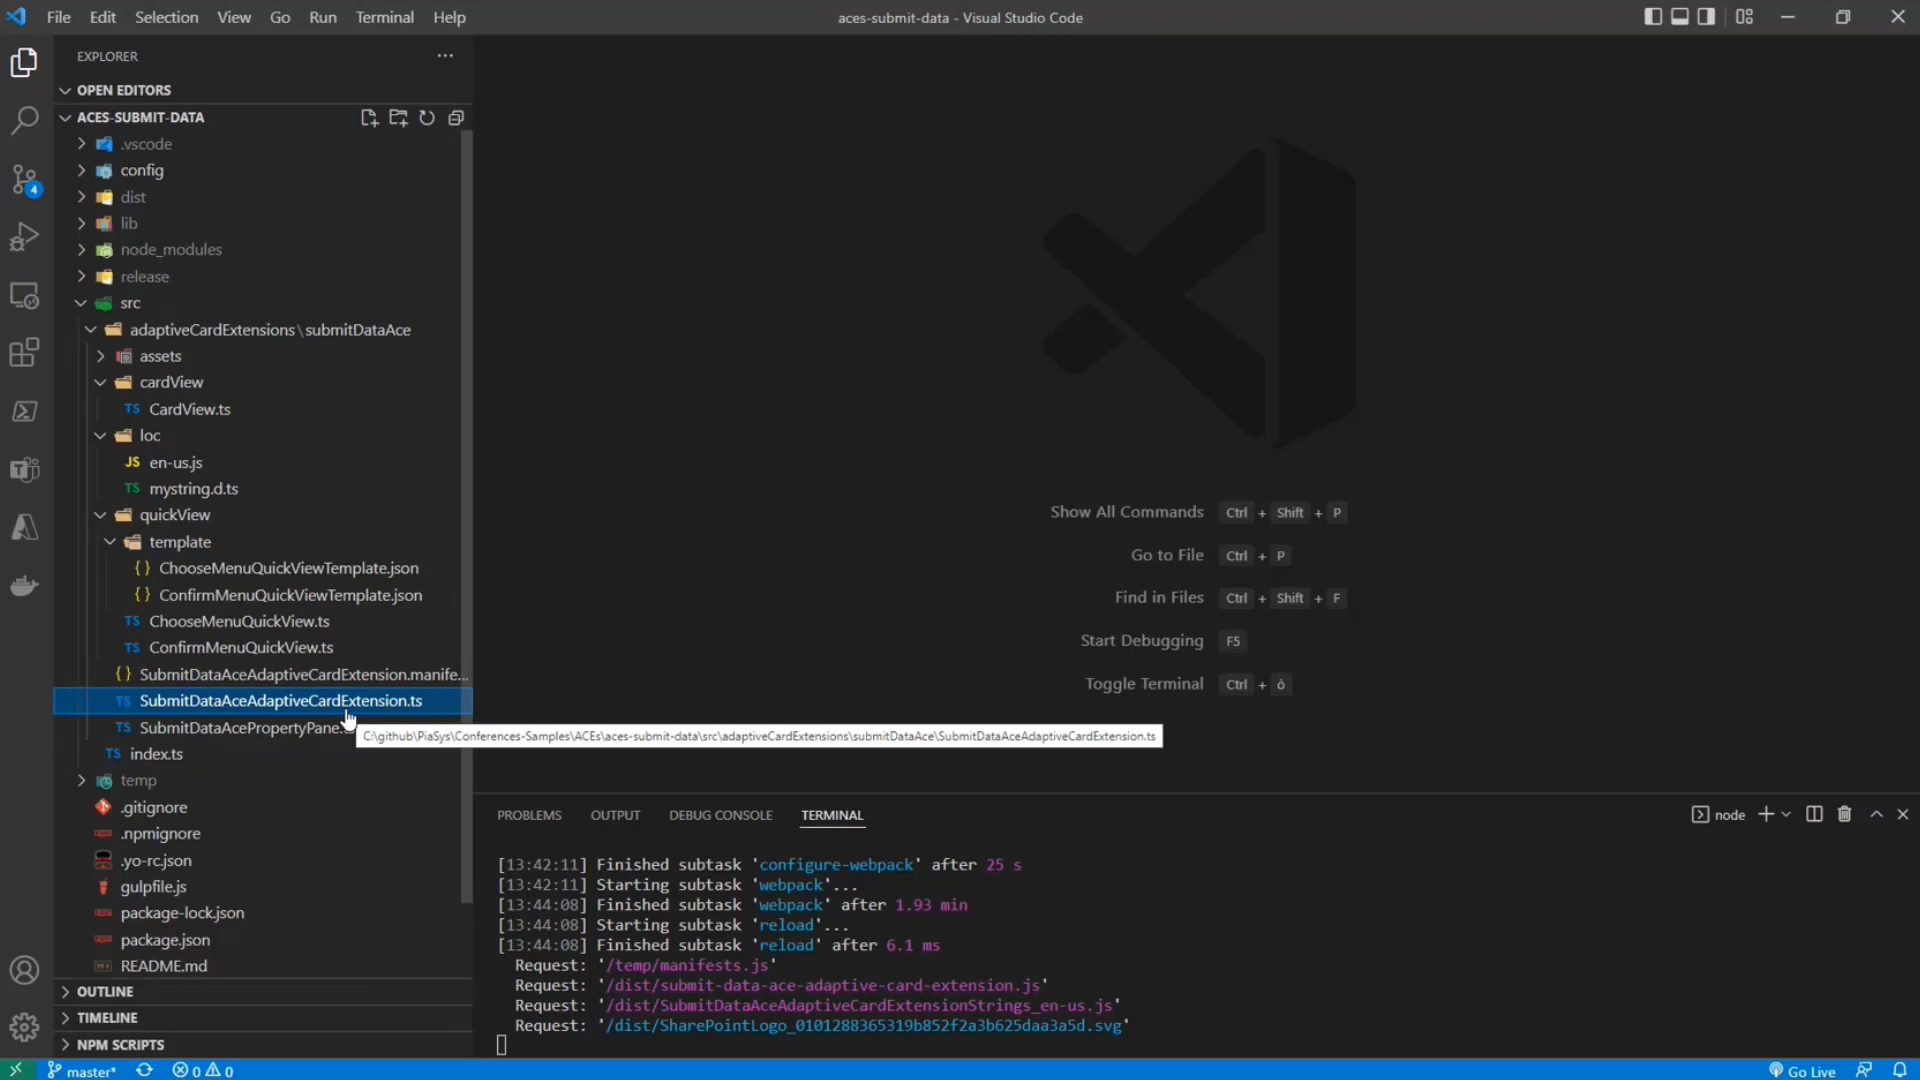 File Edit Selection View Go Run Terminal Help
aces-submit-data - Visual Studio Code
EXPLORER
OPEN EDITORS
ACES-SUBMIT-DATA
.vscode
config
dist
lib
node_modules
release
src
adaptiveCardExtensions\submitDataAce
assets
cardView
TS CardView.ts
loc
JS en-us.js
TS mystring.d.ts
quickView
template
{ } ChooseMenuQuickViewTemplate.json
{ } ConfirmMenuQuickViewTemplate.json
TS ChooseMenuQuickView.ts
TS ConfirmMenuQuickView.ts
{ } SubmitDataAceAdaptiveCardExtension.manife...
TS SubmitDataAceAdaptiveCardExtension.ts
TS SubmitDataAcePropertyPane.
C:\github\PiaSys\Conferences-Samples\ACEs\aces-submit-data\src\adaptiveCardExtensions\submitDataAce\SubmitDataAceAdaptiveCardExtension.ts
TS index.ts
temp
.gitignore
.npmignore
.yo-rc.json
gulpfile.js
package-lock.json
package.json
README.md
OUTLINE
TIMELINE
NPM SCRIPTS
4
Show All Commands Ctrl + Shift + P
Go to File Ctrl + P
Find in Files Ctrl + Shift + F
Start Debugging F5
Toggle Terminal Ctrl + ò
PROBLEMS OUTPUT DEBUG CONSOLE TERMINAL
node
[13:42:11] Finished subtask 'configure-webpack' after 25 s
[13:42:11] Starting subtask 'webpack'...
[13:44:08] Finished subtask 'webpack' after 1.93 min
[13:44:08] Starting subtask 'reload'...
[13:44:08] Finished subtask 'reload' after 6.1 ms
Request: '/temp/manifests.js'
Request: '/dist/submit-data-ace-adaptive-card-extension.js'
Request: '/dist/SubmitDataAceAdaptiveCardExtensionStrings_en-us.js'
Request: '/dist/SharePointLogo_0101288365319b852f2a3b625daa3a5d.svg'
master* 0 0
Go Live